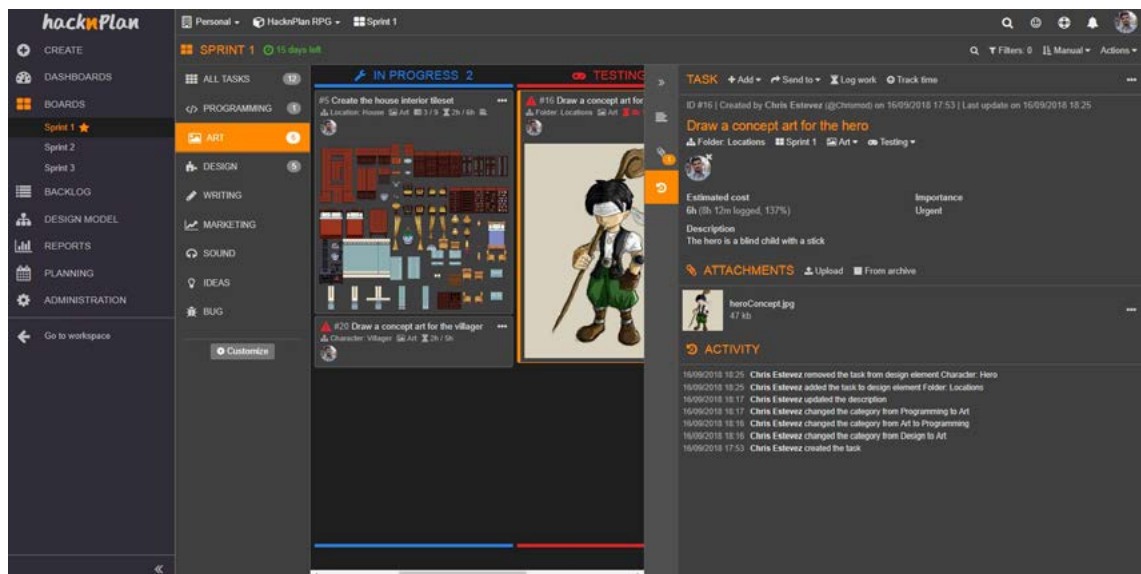 hacknPlan
Personal
HacknPlan RPG
Sprint 1
CREATE
DASHBOARDS
BOARDS
Sprint 1
Sprint 2
Sprint 3
BACKLOG
DESIGN MODEL
REPORTS
PLANNING
ADMINISTRATION
Go to workspace
SPRINT 1 15 days left
Filters: 0 Manual Actions
ALL TASKS 12
PROGRAMMING 1
ART
DESIGN 5
WRITING
MARKETING
SOUND
IDEAS
BUG
Customize
IN PROGRESS 2
#5 Create the house interior tileset
Location: House Art 3 / 9 2h / 6h
#20 Draw a concept art for the villager
Character: Villager Art 2h / 5h
TESTING
#16 Draw a concept art for
Folder: Locations Art
TASK + Add Send to Log work Track time
ID #16 | Created by Chris Estevez (@Chrismod) on 16/09/2018 17:53 | Last update on 16/09/2018 18:25
Draw a concept art for the hero
Folder: Locations Sprint 1 Art Testing
Estimated cost Importance
6h (8h 12m logged, 137%) Urgent
Description
The hero is a blind child with a stick
ATTACHMENTS Upload From archive
heroConcept.jpg
47 kb
ACTIVITY
16/09/2018 18:25 Chris Estevez removed the task from design element Character: Hero
16/09/2018 18:25 Chris Estevez added the task to design element Folder: Locations
16/09/2018 18:17 Chris Estevez updated the description
16/09/2018 18:17 Chris Estevez changed the category from Programming to Art
16/09/2018 18:16 Chris Estevez changed the category from Art to Programming
16/09/2018 18:16 Chris Estevez changed the category from Design to Art
16/09/2018 17:53 Chris Estevez created the task